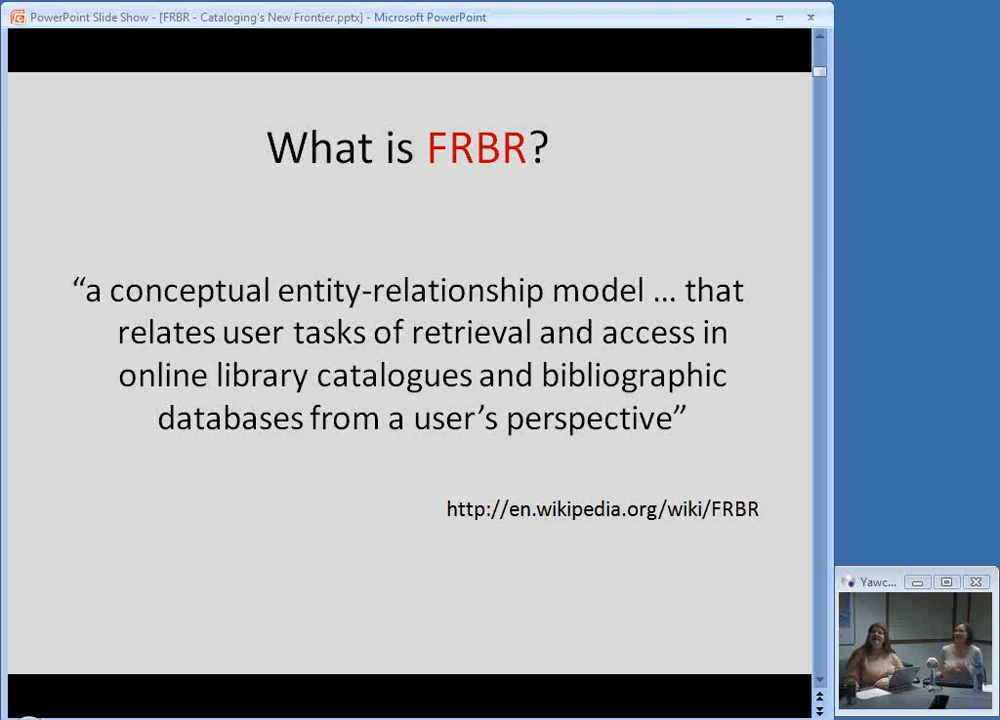 PowerPoint Slide Show - [FRBR - Cataloging's New Frontier.pptx] - Microsoft PowerPoint
What is FRBR?
“a conceptual entity-relationship model ... that
relates user tasks of retrieval and access in
online library catalogues and bibliographic
databases from a user’s perspective”
http://en.wikipedia.org/wiki/FRBR
Yawc...